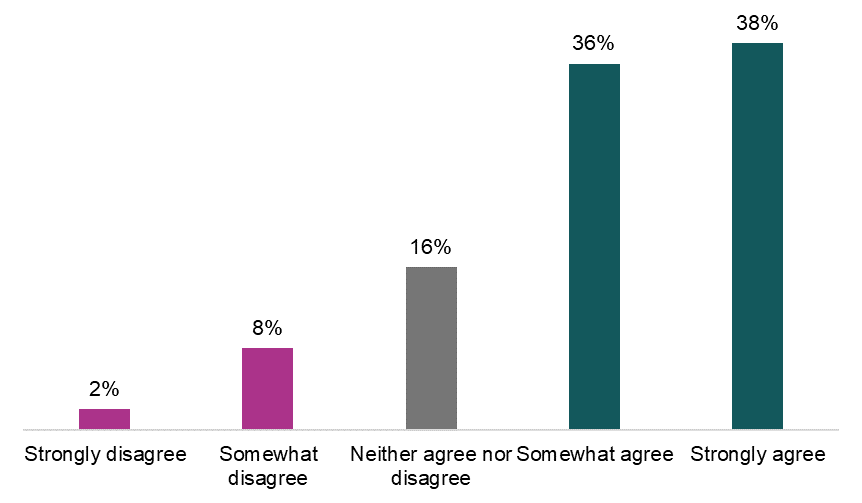 38%
36%
16%
8%
2%
Strongly disagree
Somewhat
disagree
Neither agree nor
disagree
Somewhat agree
Strongly agree